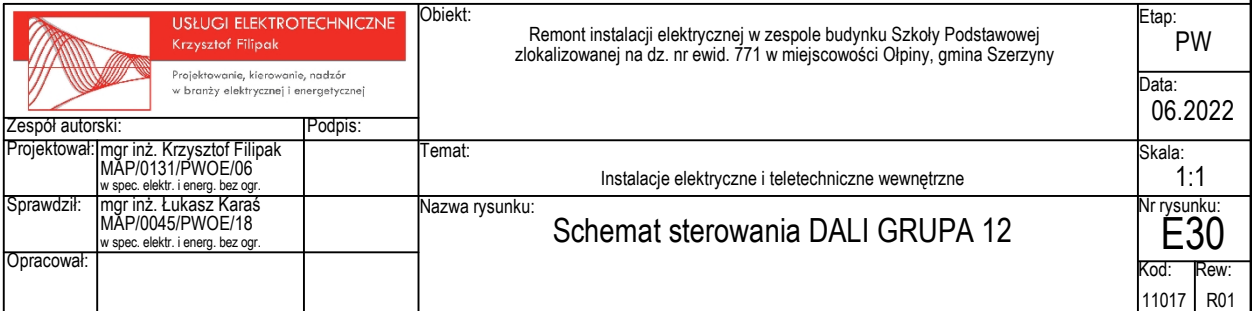 USŁUGI ELEKTROTECHNICZNE
Krzysztof Filipak
Projektowanie, kierowanie, nadzór
w branży elektrycznej i energetycznej
Obiekt:
Remont instalacji elektrycznej w zespole budynku Szkoły Podstawowej
zlokalizowanej na dz. nr ewid. 771 w miejscowości Ołpiny, gmina Szerzyny
Etap:
PW
Data:
06.2022
Zespół autorski:
Podpis:
Projektował:
mgr inż. Krzysztof Filipak
MAP/0131/PWOE/06
w spec. elektr. i energ. bez ogr.
Temat:
Instalacje elektryczne i teletechniczne wewnętrzne
Skala:
1:1
Sprawdził:
mgr inż. Łukasz Karaś
MAP/0045/PWOE/18
w spec. elektr. i energ. bez ogr.
Nazwa rysunku:
Schemat sterowania DALI GRUPA 12
Nr rysunku:
E30
Opracował:
Kod:
11017
Rew:
R01